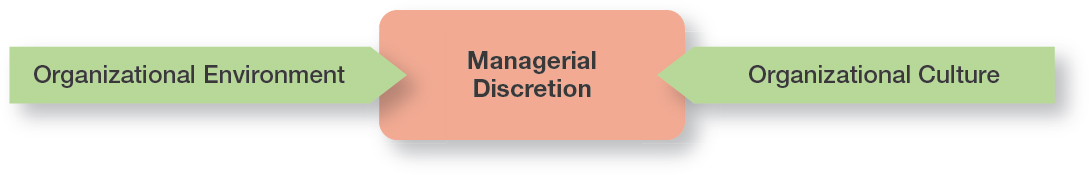 Organizational Environment
Managerial
Discretion
Organizational Culture